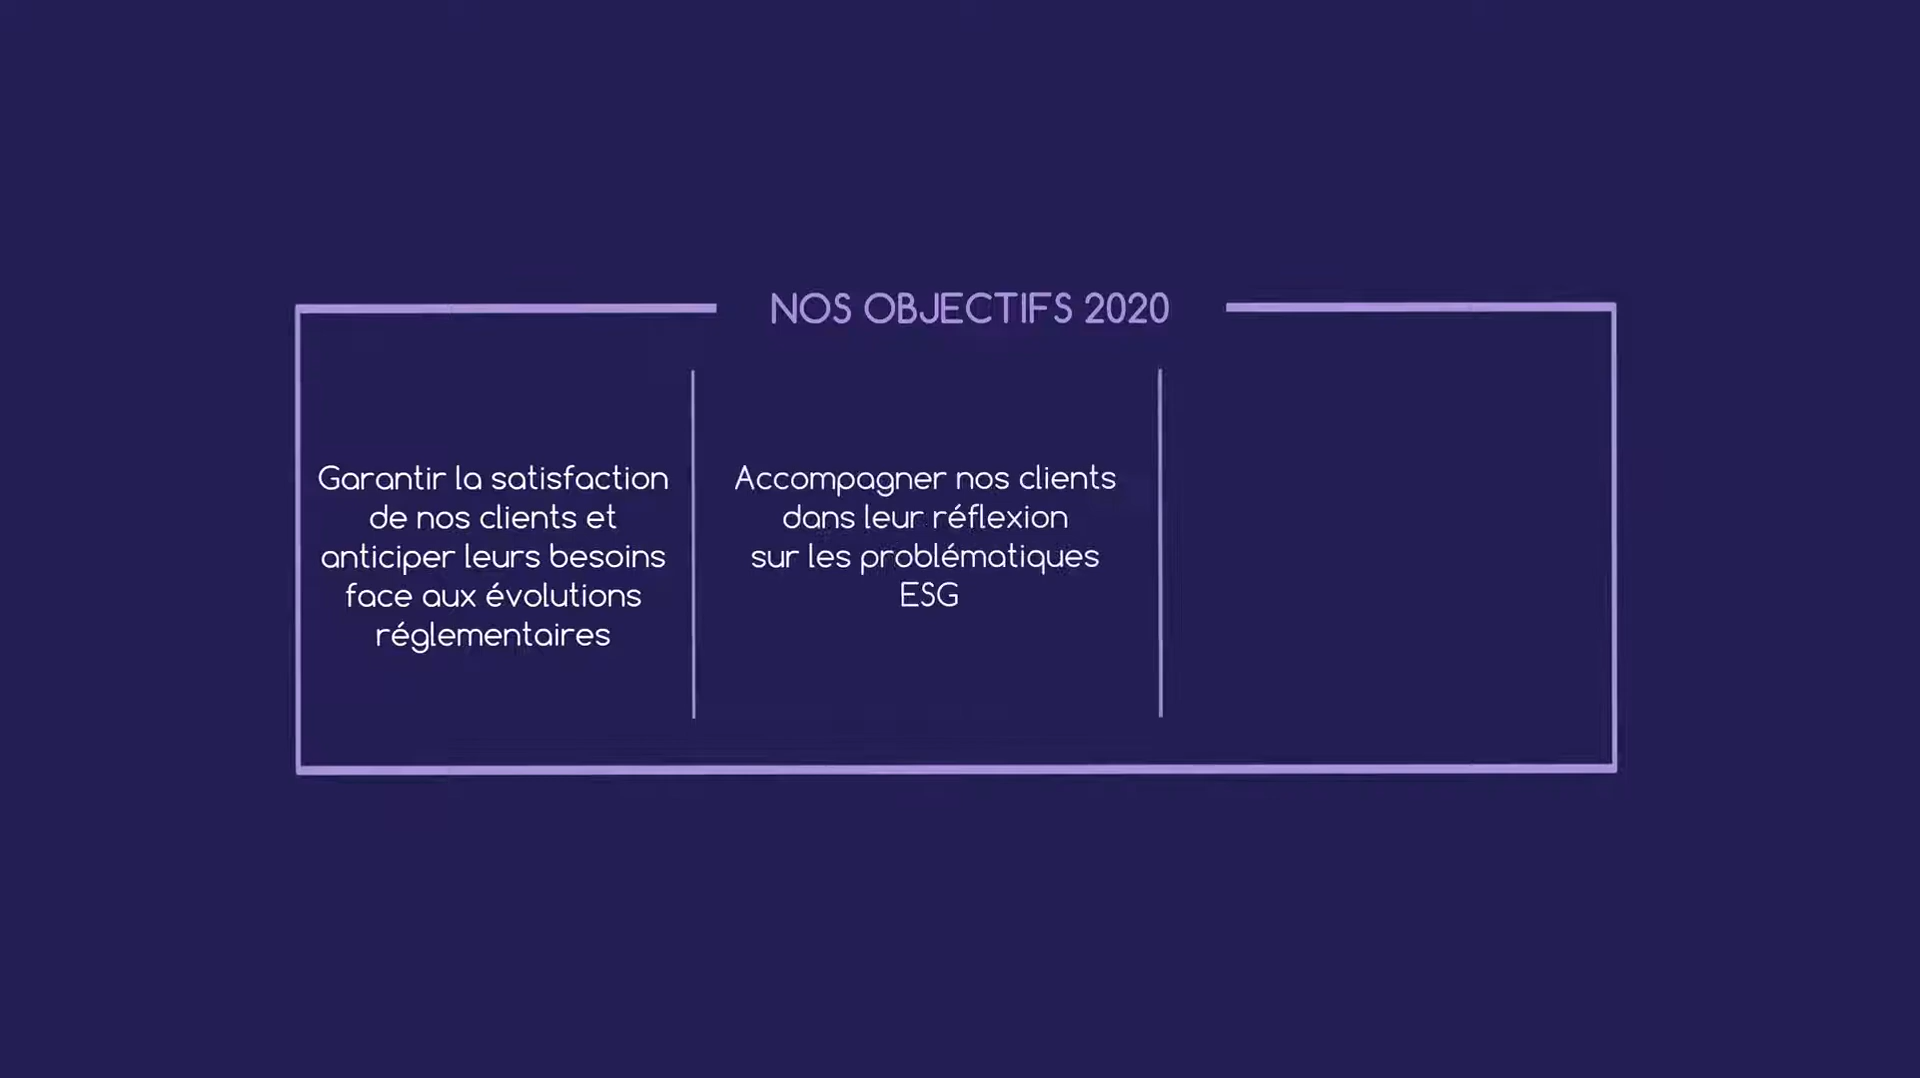 NOS OBJECTIFS 2020
Garantir la satisfaction
de nos clients et
anticiper leurs besoins
face aux évolutions
réglementaires
Accompagner nos clients
dans leur réflexion
sur les problématiques
ESG